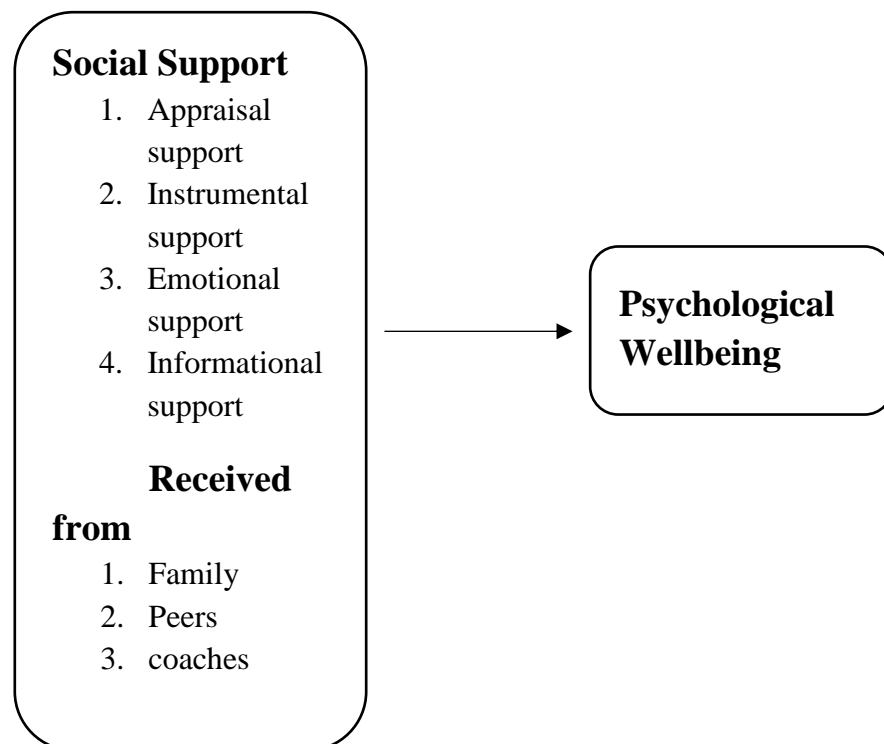 Social Support
1. Appraisal
support
2. Instrumental
support
3. Emotional
support
4. Informational
support
Received
from
1. Family
2. Peers
3. coaches
Psychological
Wellbeing